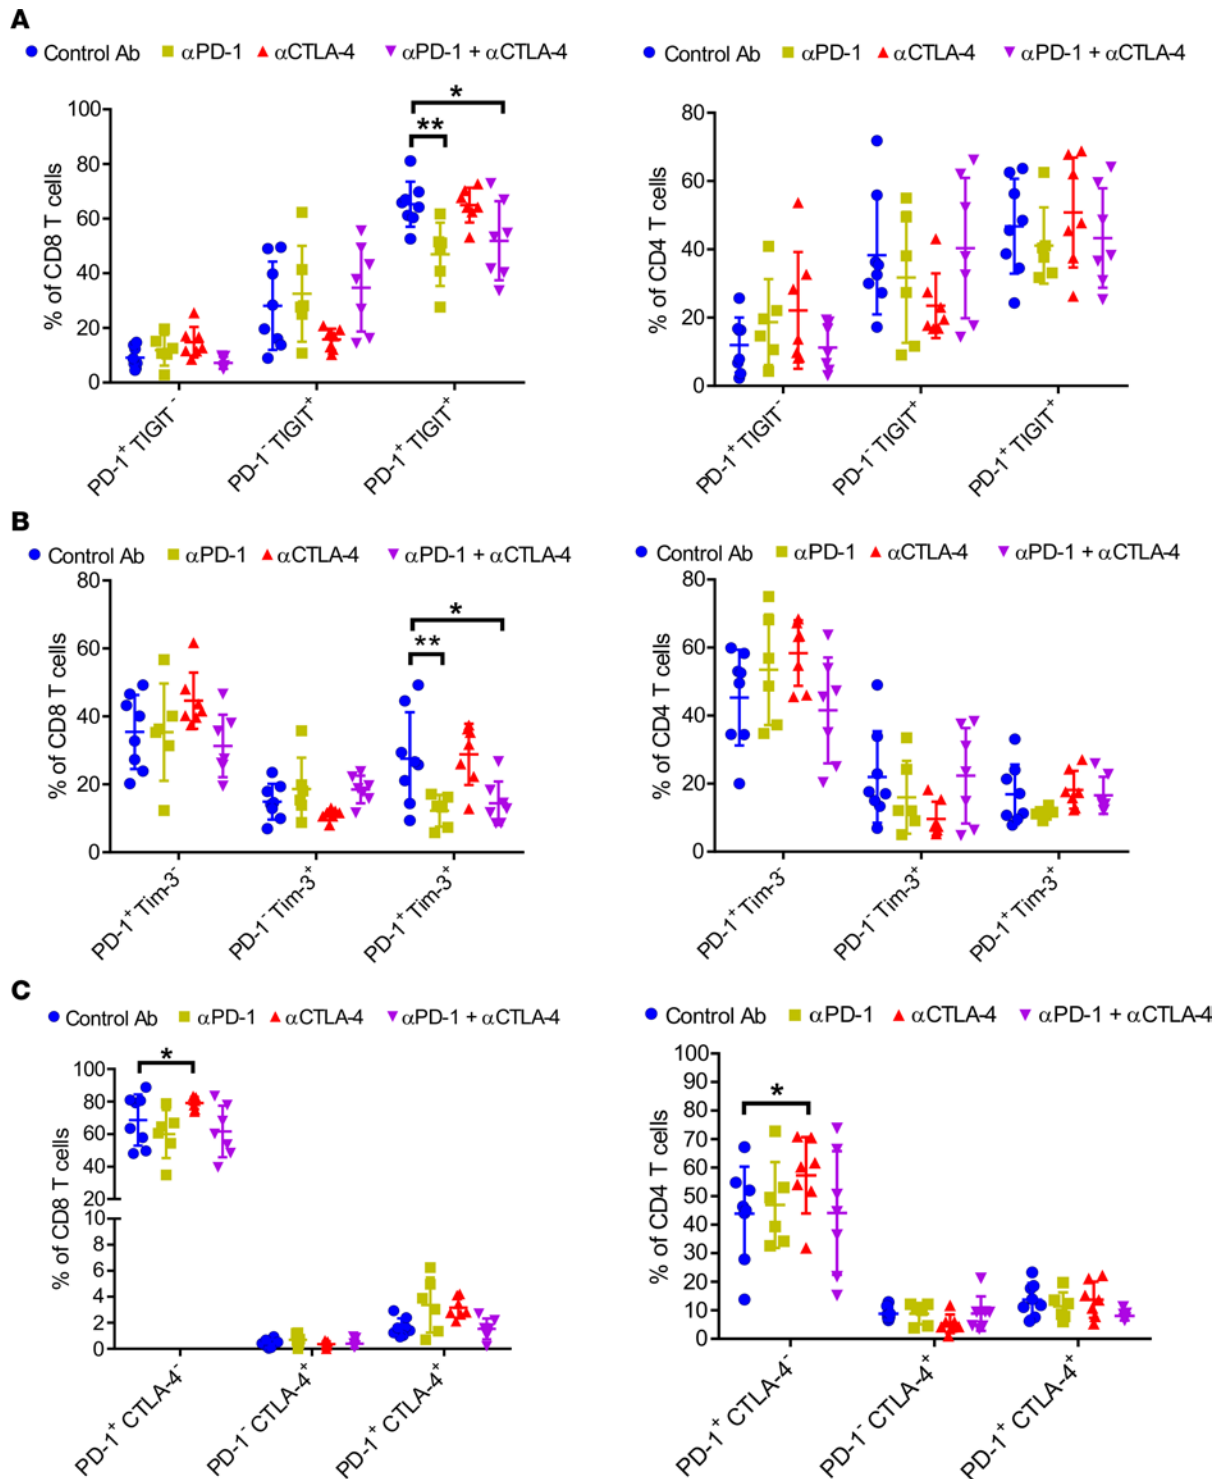 A
Control Ab αPD-1 αCTLA-4 αPD-1 + αCTLA-4
% of CD8 T cells
100
80
60
40
20
0
*
**
PD-1⁺ TIGIT⁻
PD-1⁻ TIGIT⁺
PD-1⁺ TIGIT⁺
Control Ab αPD-1 αCTLA-4 αPD-1 + αCTLA-4
% of CD4 T cells
80
60
40
20
0
PD-1⁺ TIGIT⁻
PD-1⁻ TIGIT⁺
PD-1⁺ TIGIT⁺
B
Control Ab αPD-1 αCTLA-4 αPD-1 + αCTLA-4
% of CD8 T cells
80
60
40
20
0
*
**
PD-1⁺ Tim-3⁻
PD-1⁻ Tim-3⁺
PD-1⁺ Tim-3⁺
Control Ab αPD-1 αCTLA-4 αPD-1 + αCTLA-4
% of CD4 T cells
80
60
40
20
0
PD-1⁺ Tim-3⁻
PD-1⁻ Tim-3⁺
PD-1⁺ Tim-3⁺
C
Control Ab αPD-1 αCTLA-4 αPD-1 + αCTLA-4
% of CD8 T cells
100
80
60
40
20
10
8
6
4
2
0
*
PD-1⁺ CTLA-4⁻
PD-1⁻ CTLA-4⁺
PD-1⁺ CTLA-4⁺
Control Ab αPD-1 αCTLA-4 αPD-1 + αCTLA-4
% of CD4 T cells
100
90
80
70
60
50
40
30
20
10
0
*
PD-1⁺ CTLA-4⁻
PD-1⁻ CTLA-4⁺
PD-1⁺ CTLA-4⁺